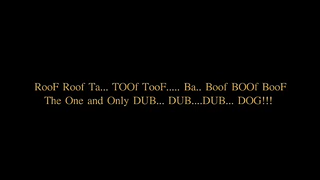 RooF Roof Ta... TOOf TooF..... Ba.. Boof BOOf BooF
The One and Only DUB... DUB....DUB... DOG!!!